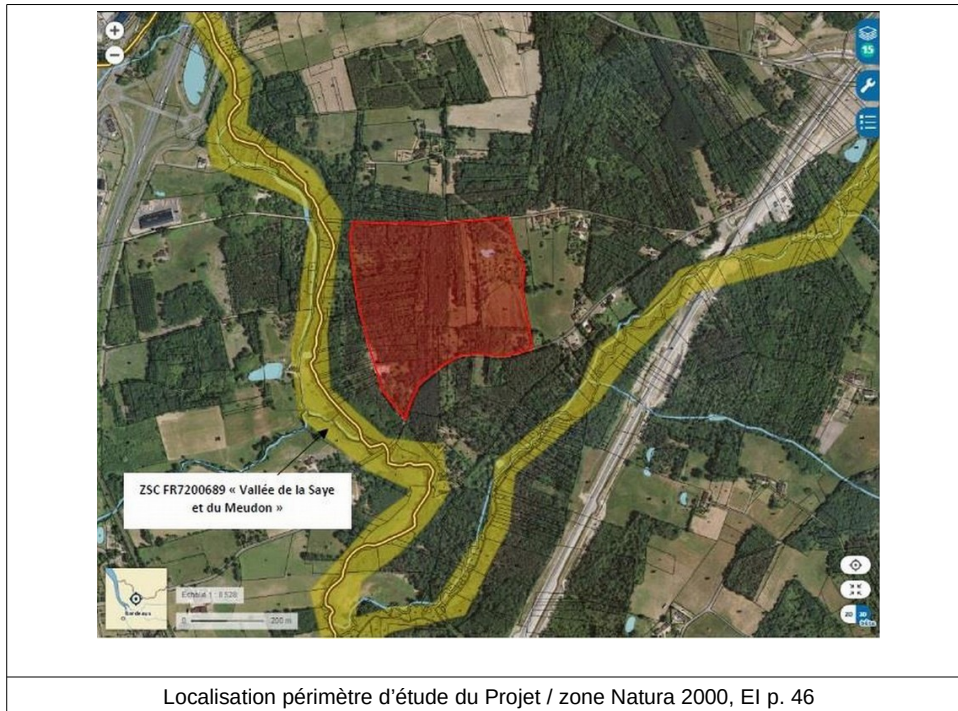 +
−
15
ZSC FR7200689 « Vallée de la Saye
et du Meudon »
Bordeaux
Echelle 1 : 8 528
0
200 m
2D
3D
Localisation périmètre d’étude du Projet / zone Natura 2000, EI p. 46